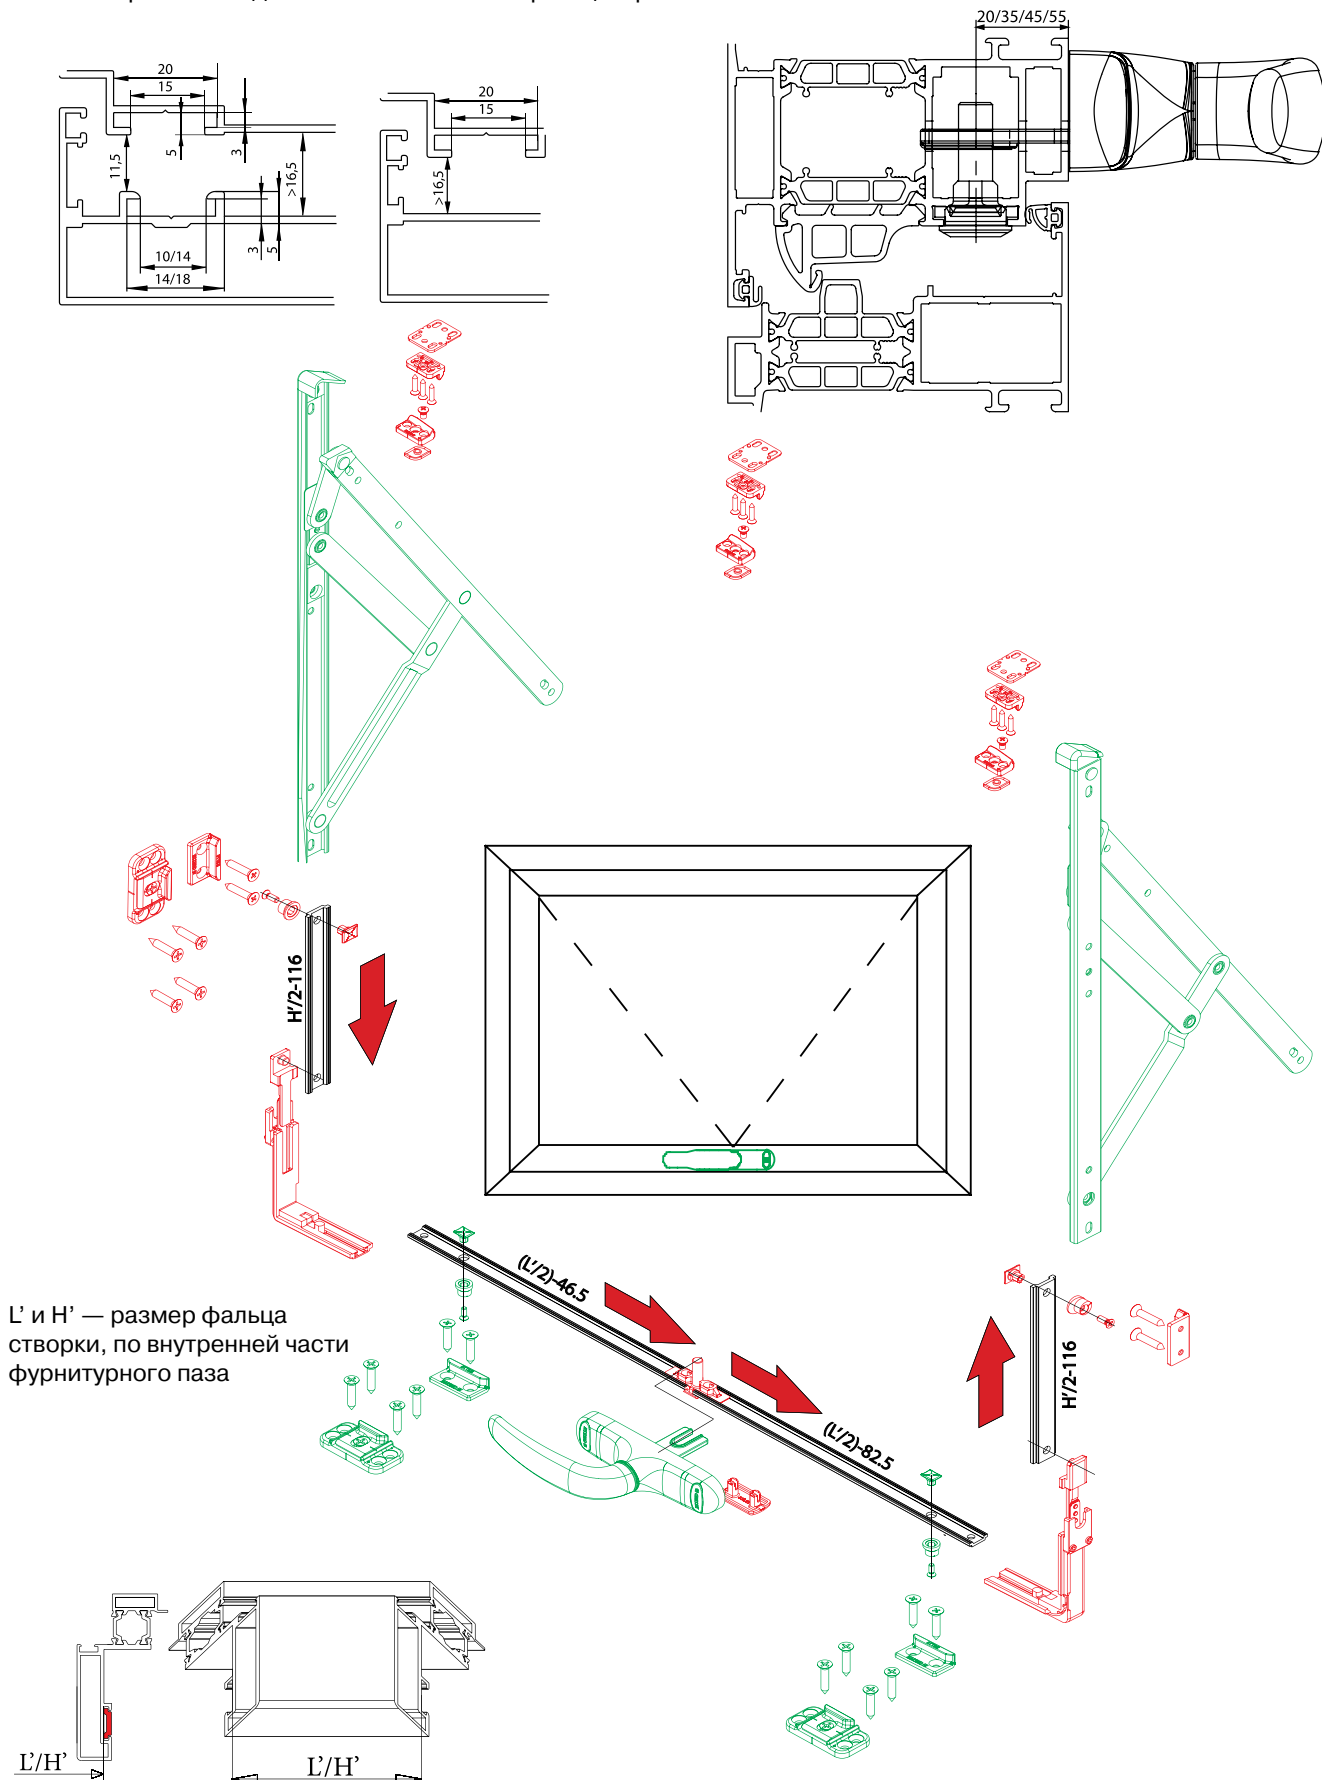 20/35/45/55
20
15
5
3
11,5
>16,5
10/14
14/18
3
5
20
15
>16,5
H'/2-116
(L'/2)-46.5
(L'/2)-82.5
H'/2-116
L' и H' — размер фальца
створки, по внутренней части
фурнитурного паза
L'/H'
L'/H'